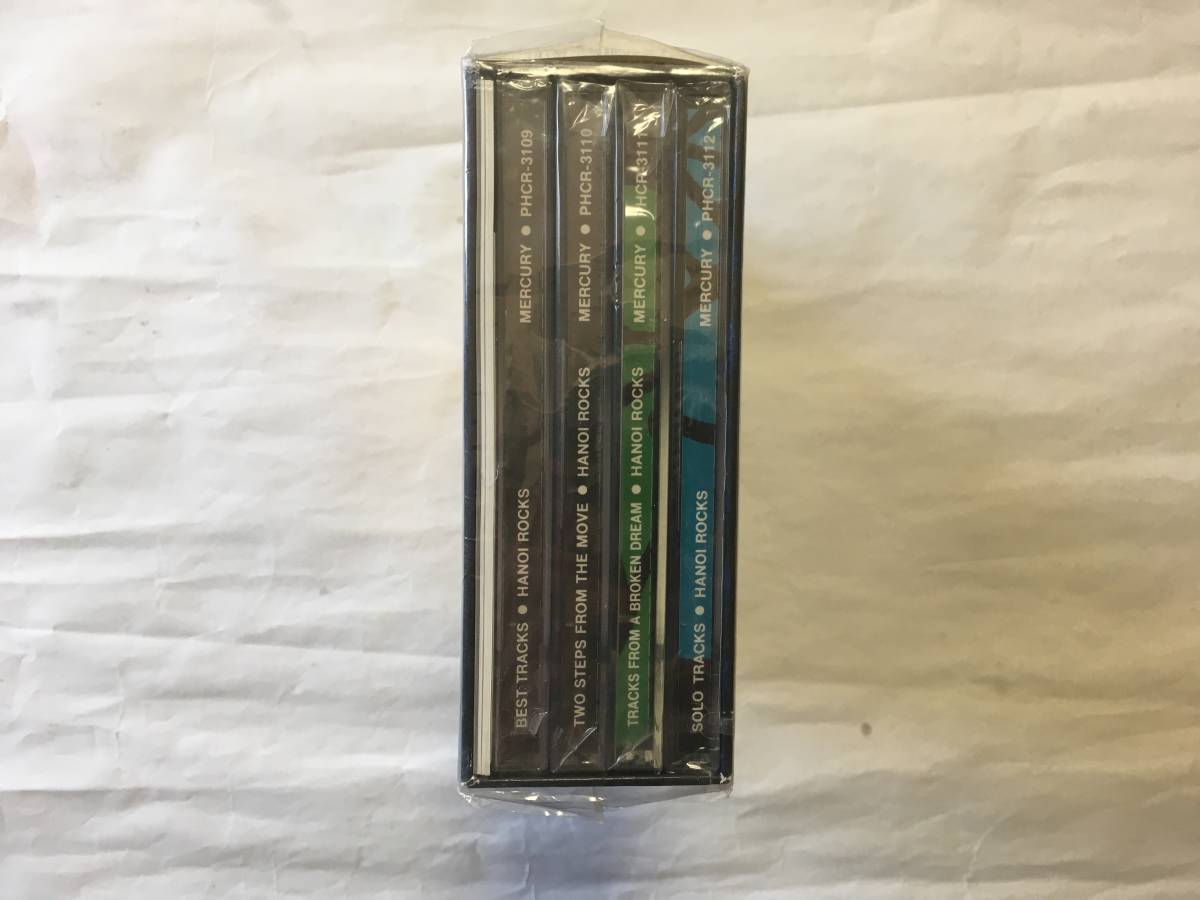 BEST TRACKS ● HANOI ROCKS MERCURY ● PHCR-3109
TWO STEPS FROM THE MOVE ● HANOI ROCKS MERCURY ● PHCR-3110
TRACKS FROM A BROKEN DREAM ● HANOI ROCKS MERCURY ● PHCR-3111
SOLO TRACKS ● HANOI ROCKS MERCURY ● PHCR-3112